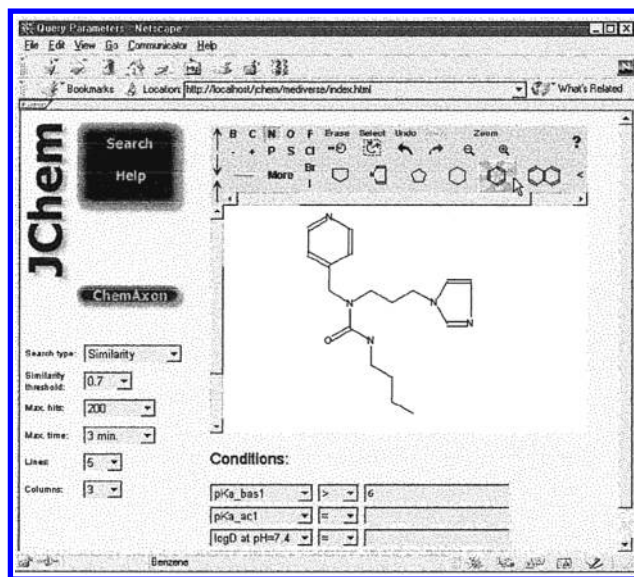 Query Parameters - Netscape
File Edit View Go Communicator Help
Bookmarks Location: http://localhost/jchem/mediverse/index.html What's Related
JChem
Search
Help
ChemAxon
B C N O F Erase Select Undo Zoom
- + P S Cl ?
More Br I <
N
N
N
N
O
N
Search type: Similarity
Similarity threshold: 0.7
Max. hits: 200
Max. time: 3 min.
Lines: 5
Columns: 3
Conditions:
pKa_bas1 > 6
pKa_ac1 =
logD at pH=7.4 =
Benzene